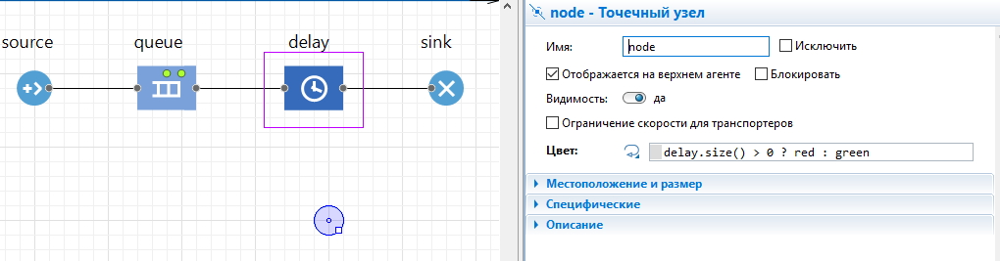 source queue delay sink
node - Точечный узел
Имя: node Исключить
Отображается на верхнем агенте Блокировать
Видимость: да
Ограничение скорости для транспортеров
Цвет: delay.size() > 0 ? red : green
Местоположение и размер
Специфические
Описание